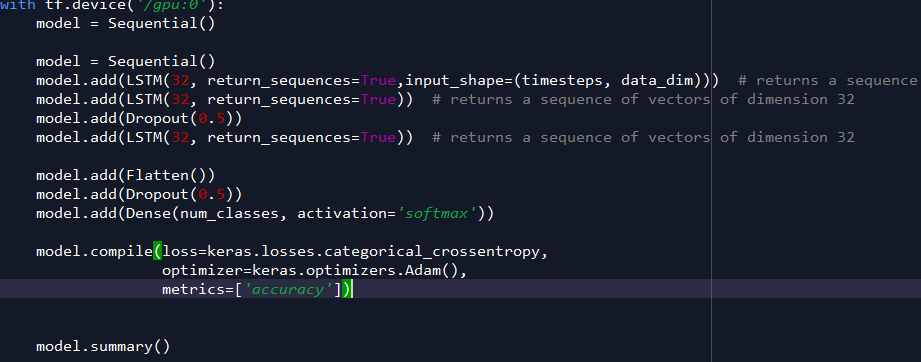 with tf.device('/gpu:0'):
    model = Sequential()
    model = Sequential()
    model.add(LSTM(32, return_sequences=True,input_shape=(timesteps, data_dim)))  # returns a sequence
    model.add(LSTM(32, return_sequences=True))  # returns a sequence of vectors of dimension 32
    model.add(Dropout(0.5))
    model.add(LSTM(32, return_sequences=True))  # returns a sequence of vectors of dimension 32
    model.add(Flatten())
    model.add(Dropout(0.5))
    model.add(Dense(num_classes, activation='softmax'))
    model.compile(loss=keras.losses.categorical_crossentropy,
                  optimizer=keras.optimizers.Adam(),
                  metrics=['accuracy'])
    model.summary()